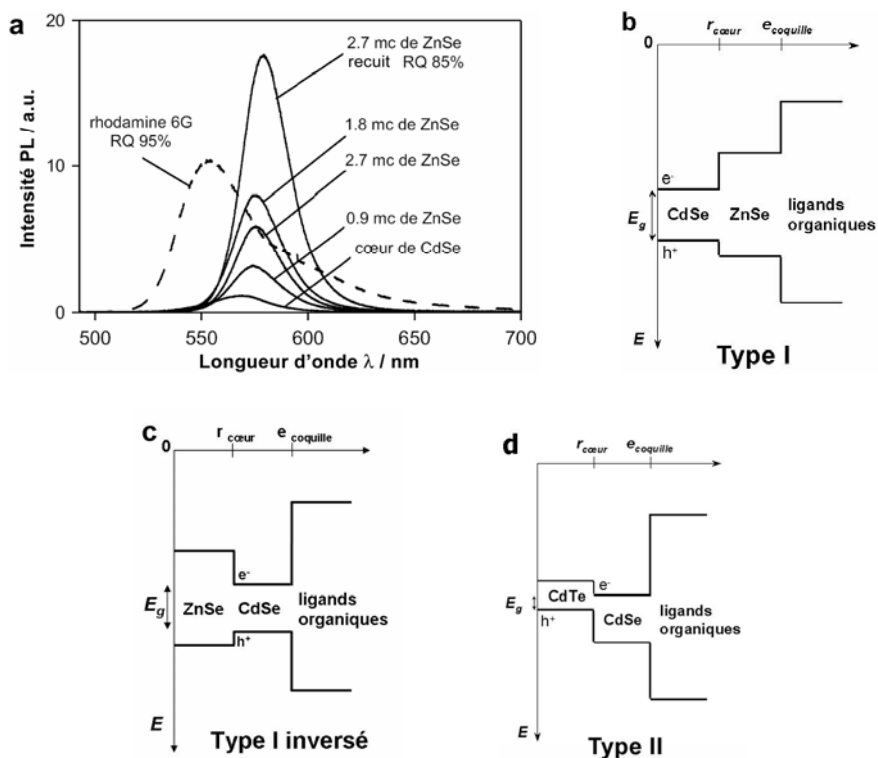 a
20
10
0
Intensité PL / a.u.
500
550
600
650
700
Longueur d'onde λ / nm
rhodamine 6G
RQ 95%
2.7 mc de ZnSe
recuit RQ 85%
1.8 mc de ZnSe
2.7 mc de ZnSe
0.9 mc de ZnSe
cœur de CdSe
b
0
r cœur
e coquille
e-
Eg
CdSe
ZnSe
ligands
organiques
h+
E
Type I
c
0
r cœur
e coquille
e-
Eg
ZnSe
CdSe
ligands
organiques
h+
E
Type I inversé
d
0
r cœur
e coquille
e-
CdTe
Eg
h+
CdSe
ligands
organiques
E
Type II